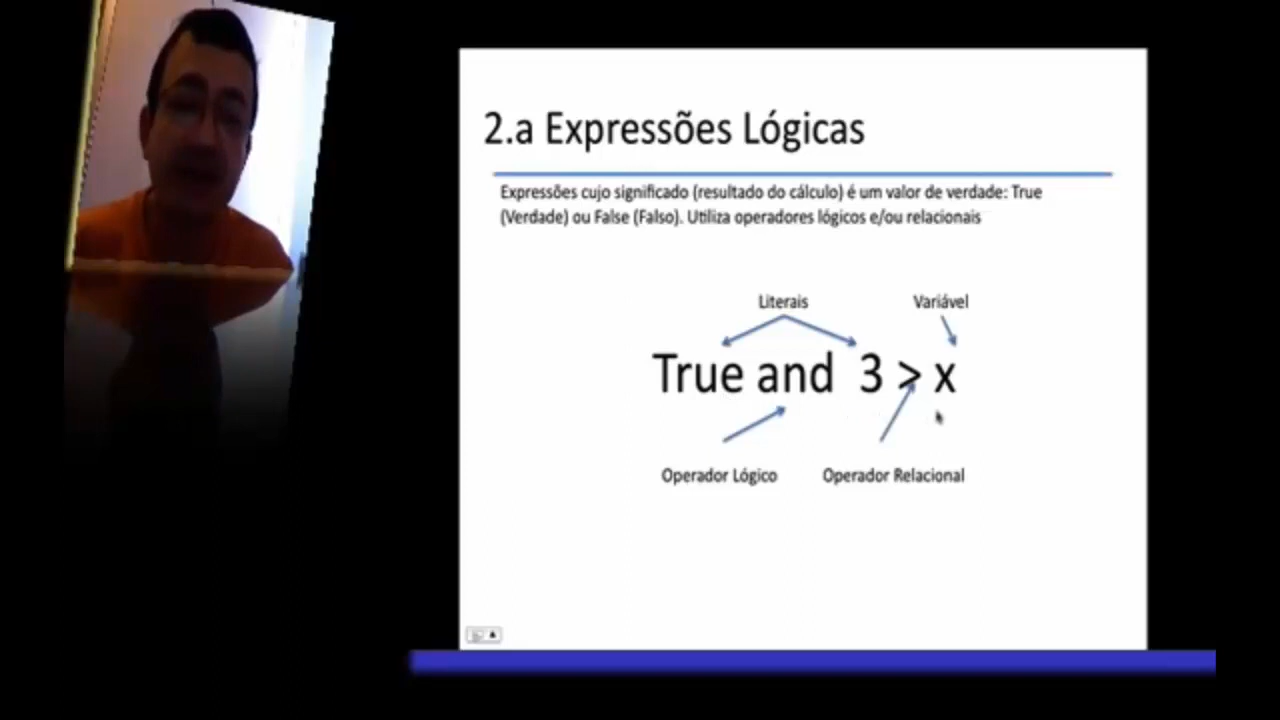 2.a Expressões Lógicas
Expressões cujo significado (resultado do cálculo) é um valor de verdade: True
(Verdade) ou False (Falso). Utiliza operadores lógicos e/ou relacionais
Literais
Variável
True and 3 > x
Operador Lógico
Operador Relacional